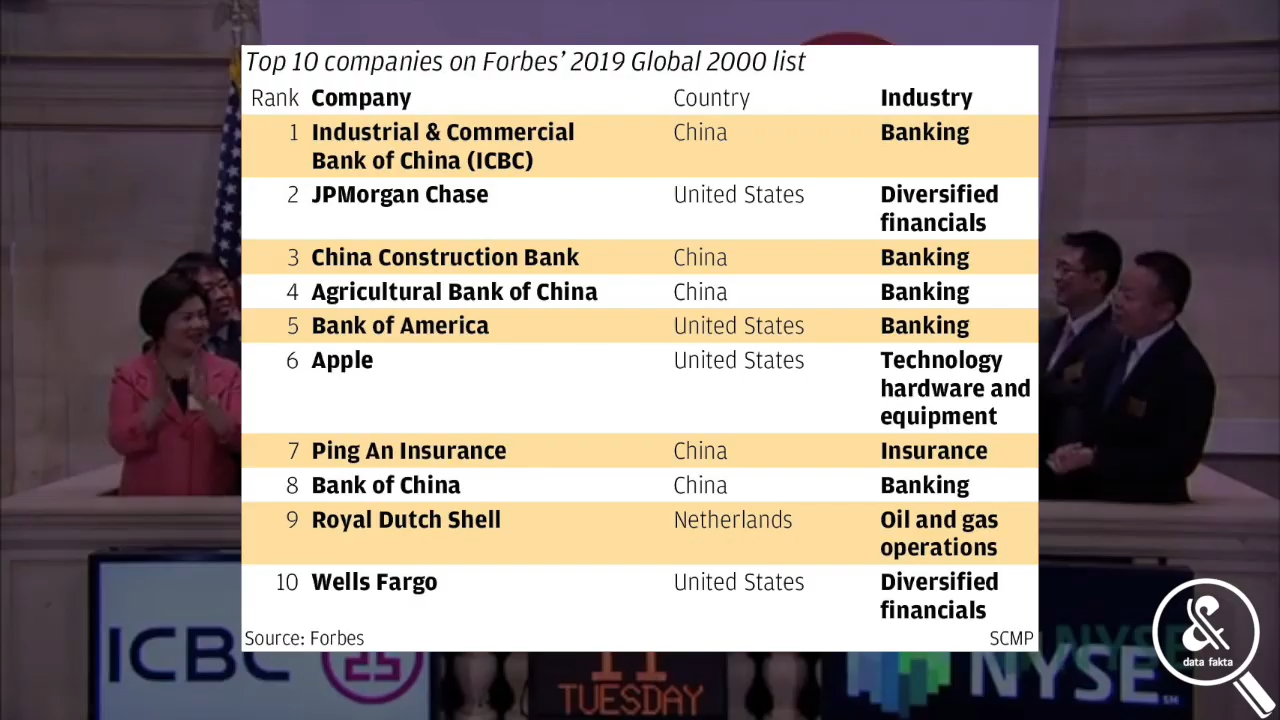 Top 10 companies on Forbes' 2019 Global 2000 list
Rank Company Country Industry
1 Industrial & Commercial China Banking
Bank of China (ICBC)
2 JPMorgan Chase United States Diversified
financials
3 China Construction Bank China Banking
4 Agricultural Bank of China China Banking
5 Bank of America United States Banking
6 Apple United States Technology
hardware and
equipment
7 Ping An Insurance China Insurance
8 Bank of China China Banking
9 Royal Dutch Shell Netherlands Oil and gas
operations
10 Wells Fargo United States Diversified
financials
Source: Forbes SCMP
&
data fakta
ICBC
11
TUESDAY
NYSE